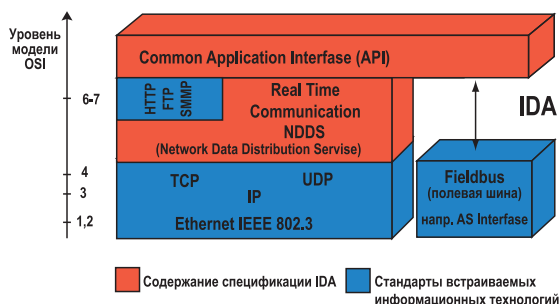 Уровень
модели
OSI
Common Application Interfase (API)
6-7
HTTP
FTP
SMMP
Real Time
Communication
NDDS
(Network Data Distribution Servise)
IDA
4
3
1,2
TCP
UDP
IP
Ethernet IEEE 802.3
Fieldbus
(полевая шина)
напр. AS Interfase
Содержание спецификации IDA
Стандарты встраиваемых
информационных технологий